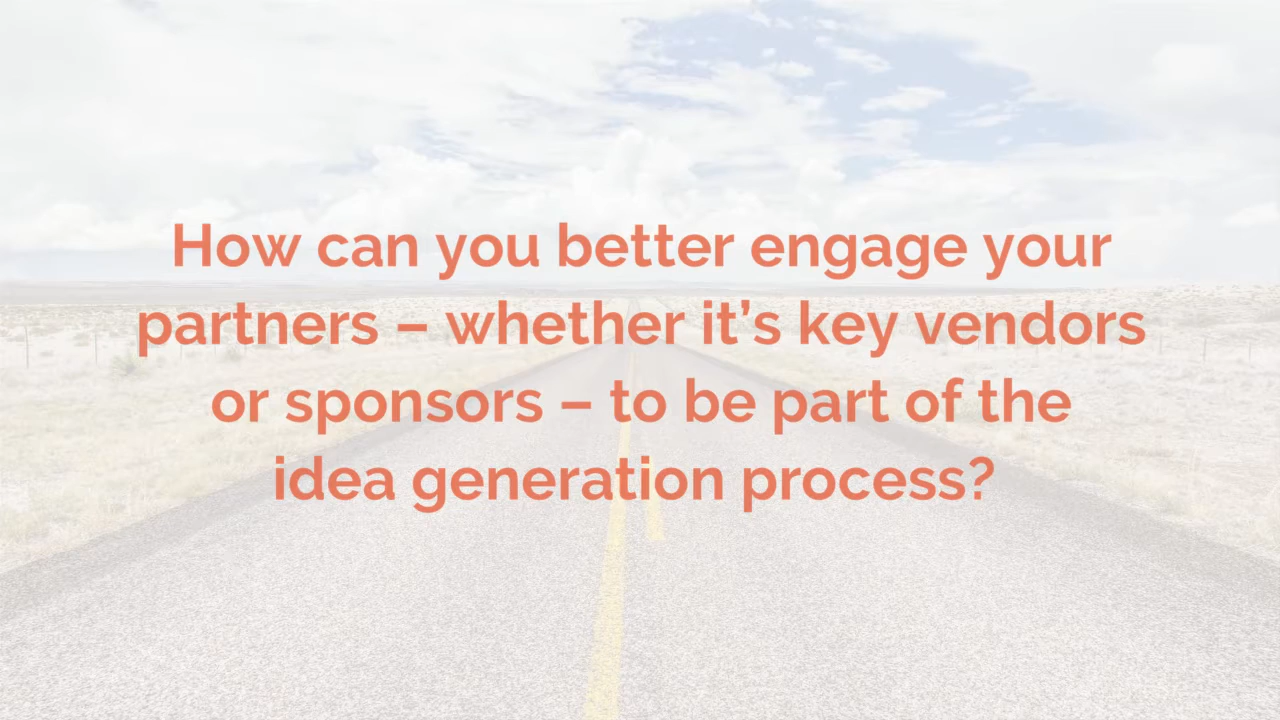 How can you better engage your
partners – whether it’s key vendors
or sponsors – to be part of the
idea generation process?